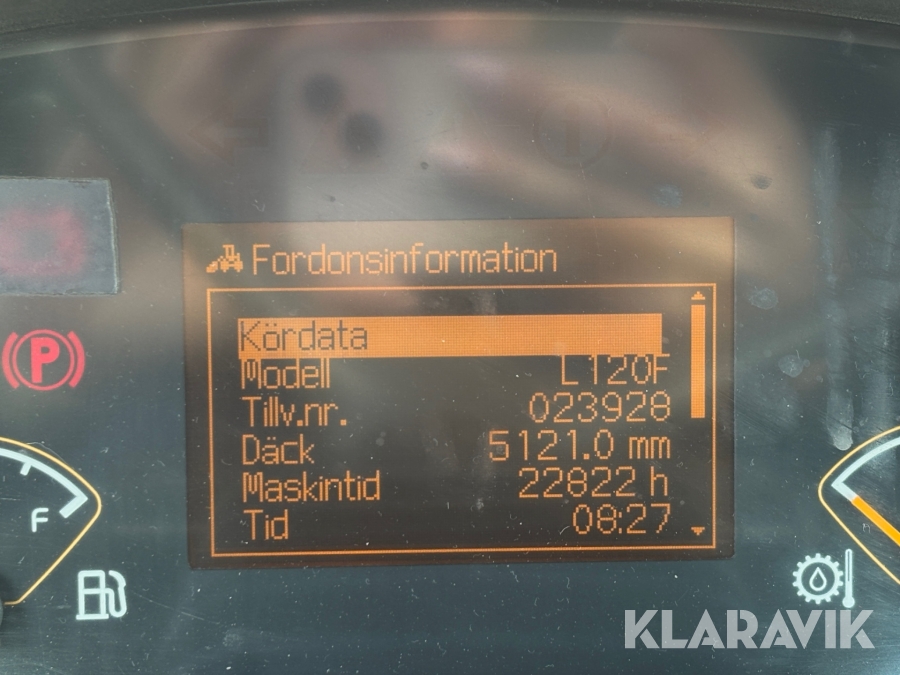 Fordonsinformation
Kördata
Modell L120F
Tillv.nr. 023928
Däck 5121.0 mm
Maskintid 22822 h
Tid 08:27
P
F
KLARAVIK